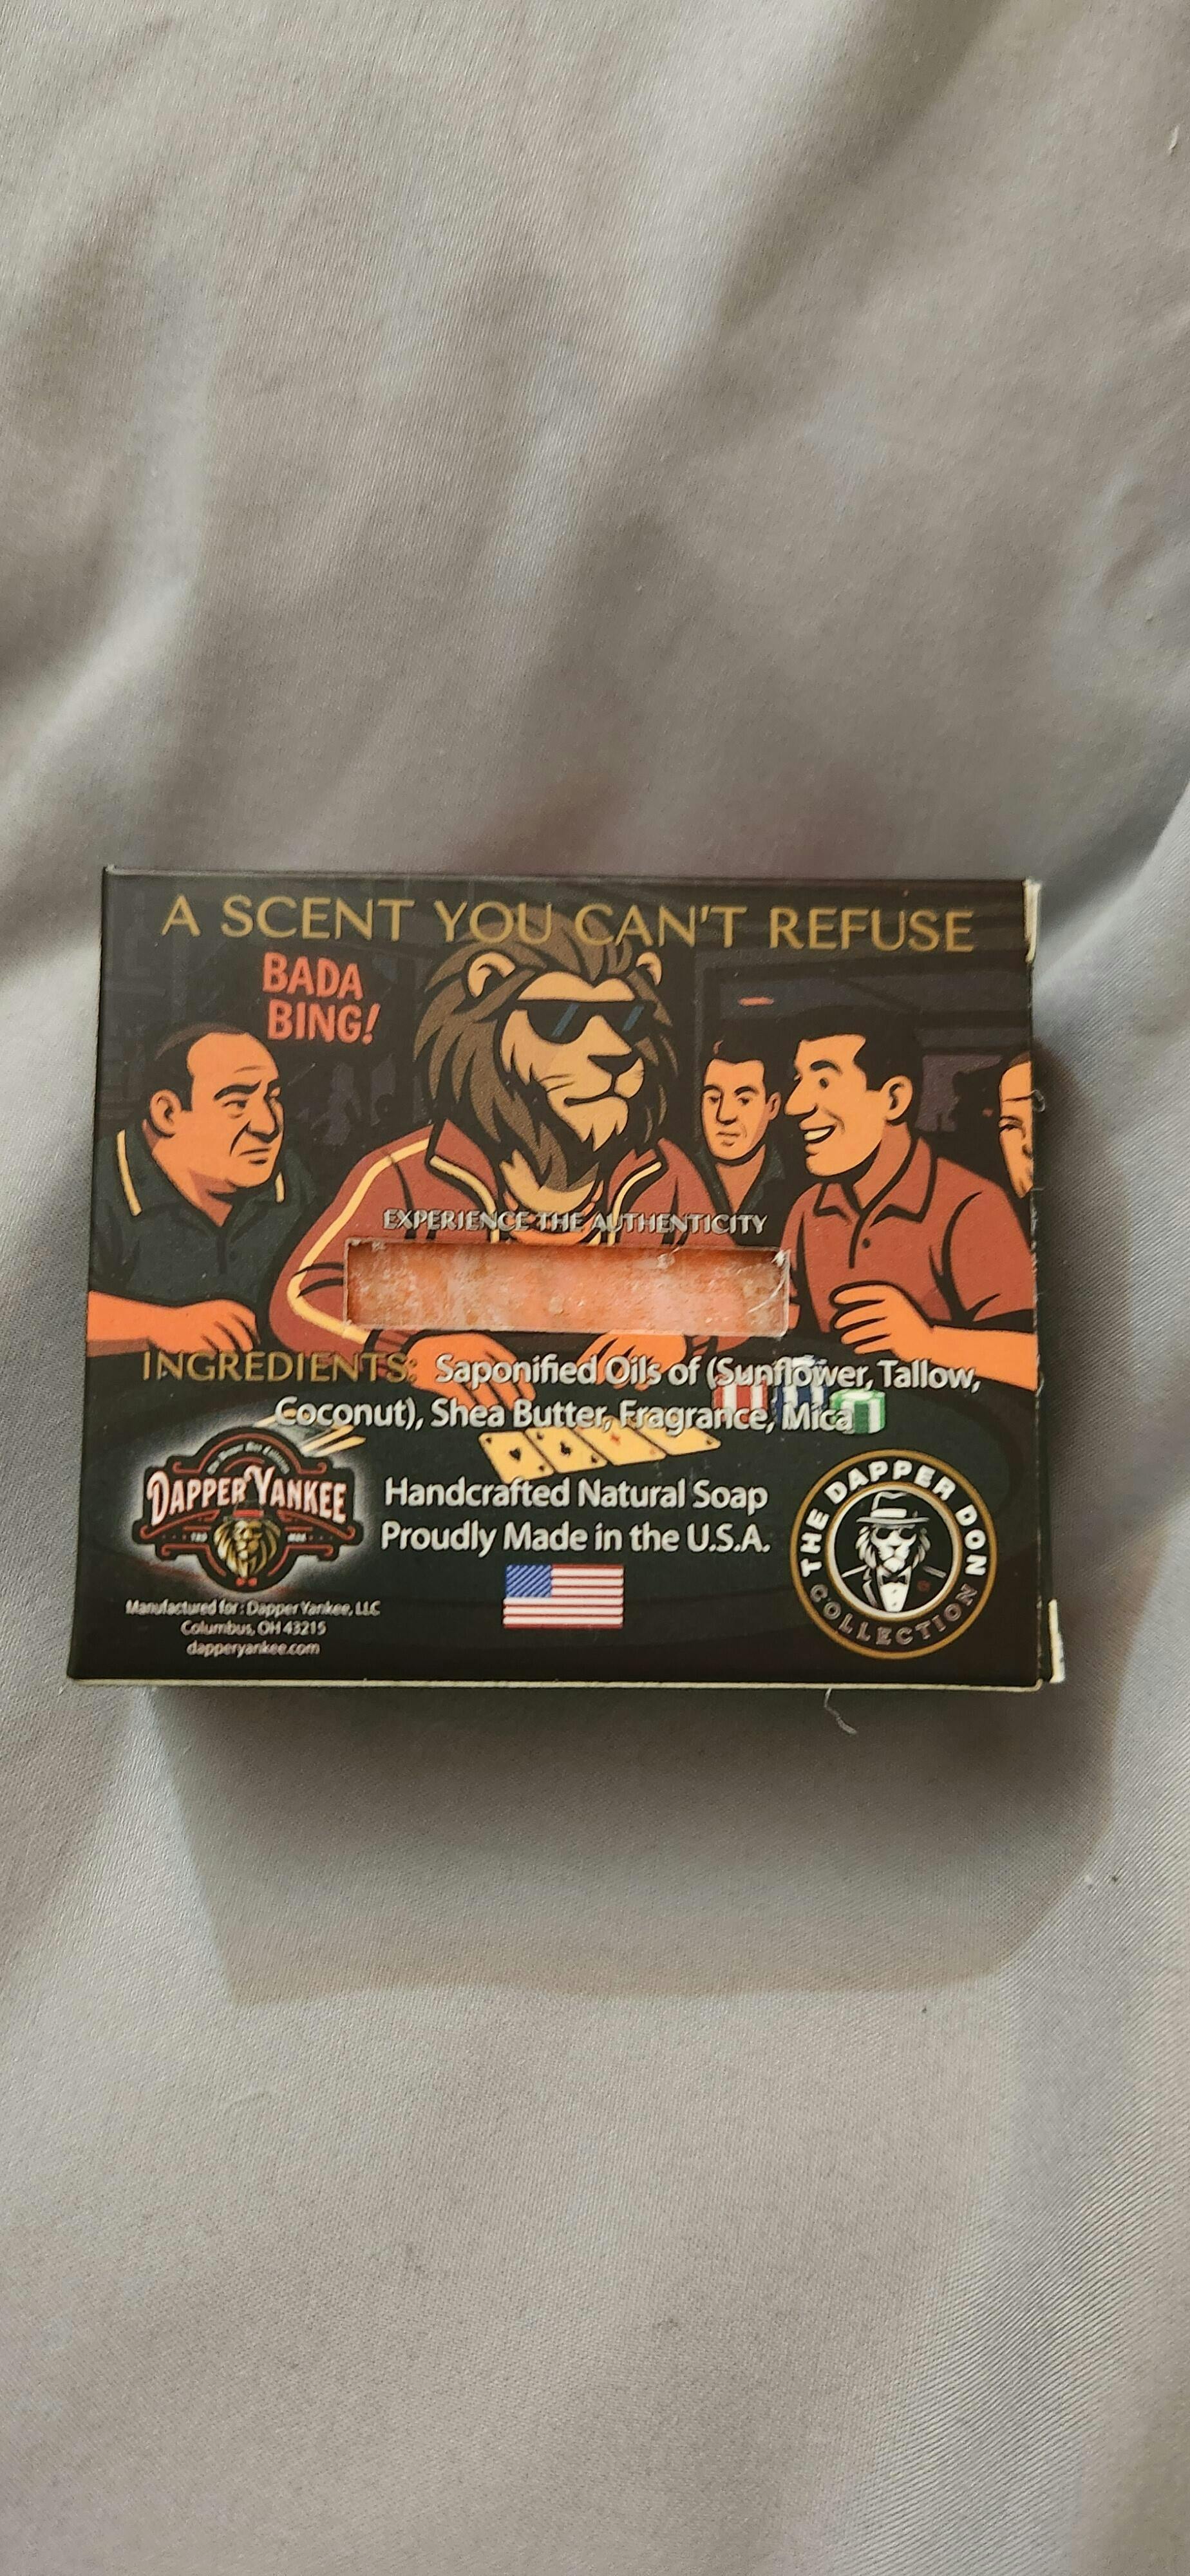 A SCENT YOU CAN'T REFUSE
BADA
BING!
EXPERIENCE THE AUTHENTICITY
INGREDIENTS: Saponified Oils of (Sunflower, Tallow,
Coconut), Shea Butter, Fragrance, Mica
DAPPER YANKEE
Handcrafted Natural Soap
Proudly Made in the U.S.A.
Manufactured for: Dapper Yankee, LLC
Columbus, OH 43215
dapperyankee.com
THE DAPPER DON
COLLECTION